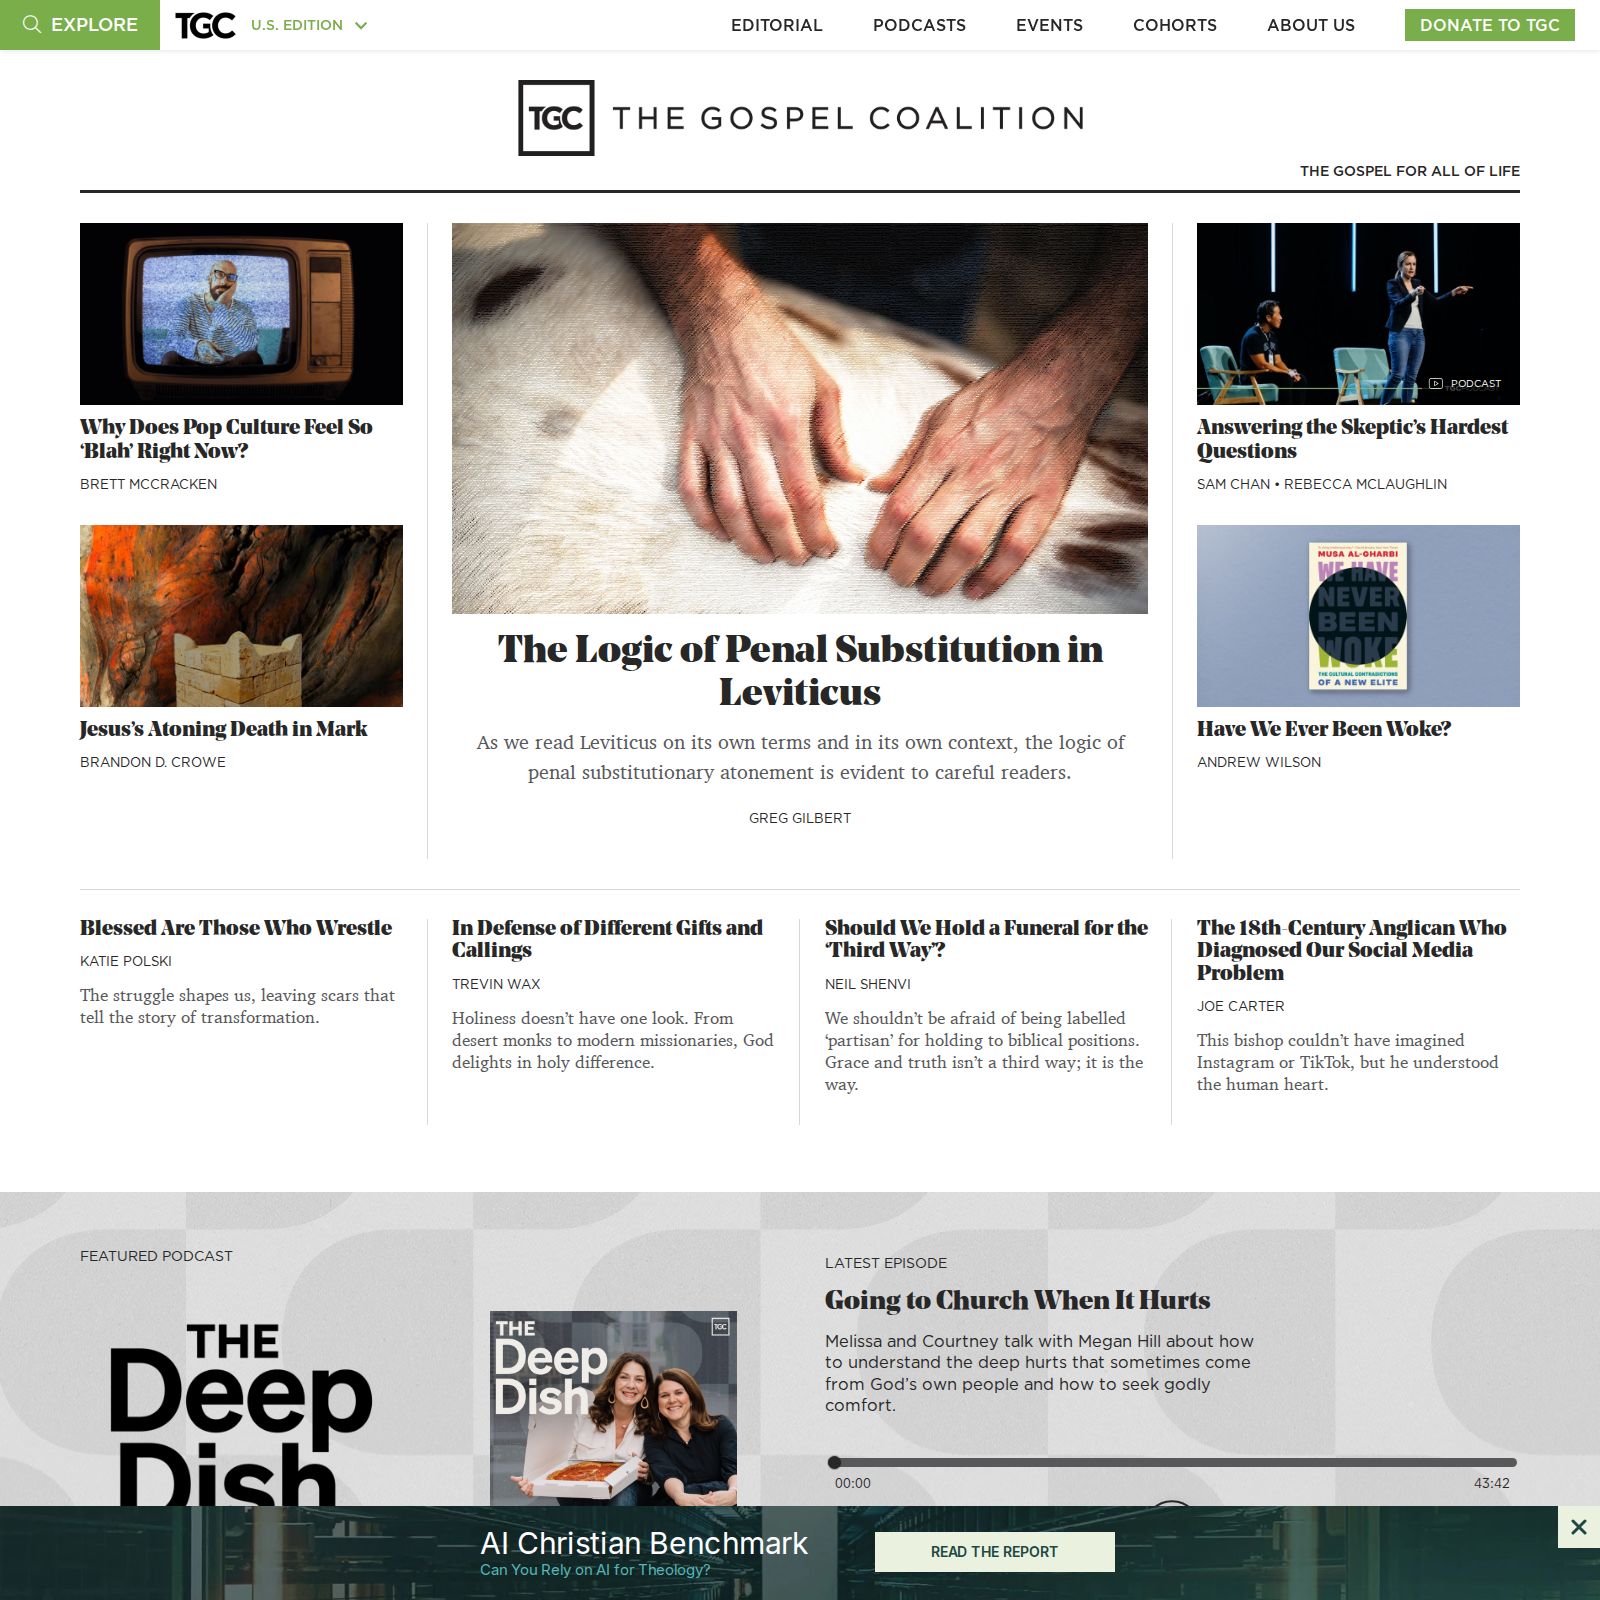 EXPLORE
TGC
U.S. EDITION
EDITORIAL
PODCASTS
EVENTS
COHORTS
ABOUT US
DONATE TO TGC
TGC THE GOSPEL COALITION
THE GOSPEL FOR ALL OF LIFE
Why Does Pop Culture Feel So
‘Blah’ Right Now?
BRETT MCCRACKEN
Jesus’s Atoning Death in Mark
BRANDON D. CROWE
The Logic of Penal Substitution in
Leviticus
As we read Leviticus on its own terms and in its own context, the logic of
penal substitutionary atonement is evident to careful readers.
GREG GILBERT
PODCAST
Answering the Skeptic’s Hardest
Questions
SAM CHAN • REBECCA MCLAUGHLIN
MUSA AL-GHARBI
WE HAVE
NEVER
BEEN
WOKE
THE CULTURAL CONTRADICTIONS
OF A NEW ELITE
Have We Ever Been Woke?
ANDREW WILSON
Blessed Are Those Who Wrestle
KATIE POLSKI
The struggle shapes us, leaving scars that
tell the story of transformation.
In Defense of Different Gifts and
Callings
TREVIN WAX
Holiness doesn’t have one look. From
desert monks to modern missionaries, God
delights in holy difference.
Should We Hold a Funeral for the
‘Third Way’?
NEIL SHENVI
We shouldn’t be afraid of being labelled
‘partisan’ for holding to biblical positions.
Grace and truth isn’t a third way; it is the
way.
The 18th-Century Anglican Who
Diagnosed Our Social Media
Problem
JOE CARTER
This bishop couldn’t have imagined
Instagram or TikTok, but he understood
the human heart.
FEATURED PODCAST
THE
Deep
Dish
THE
Deep
Dish
TGC
LATEST EPISODE
Going to Church When It Hurts
Melissa and Courtney talk with Megan Hill about how
to understand the deep hurts that sometimes come
from God’s own people and how to seek godly
comfort.
00:00
43:42
AI Christian Benchmark
Can You Rely on AI for Theology?
READ THE REPORT